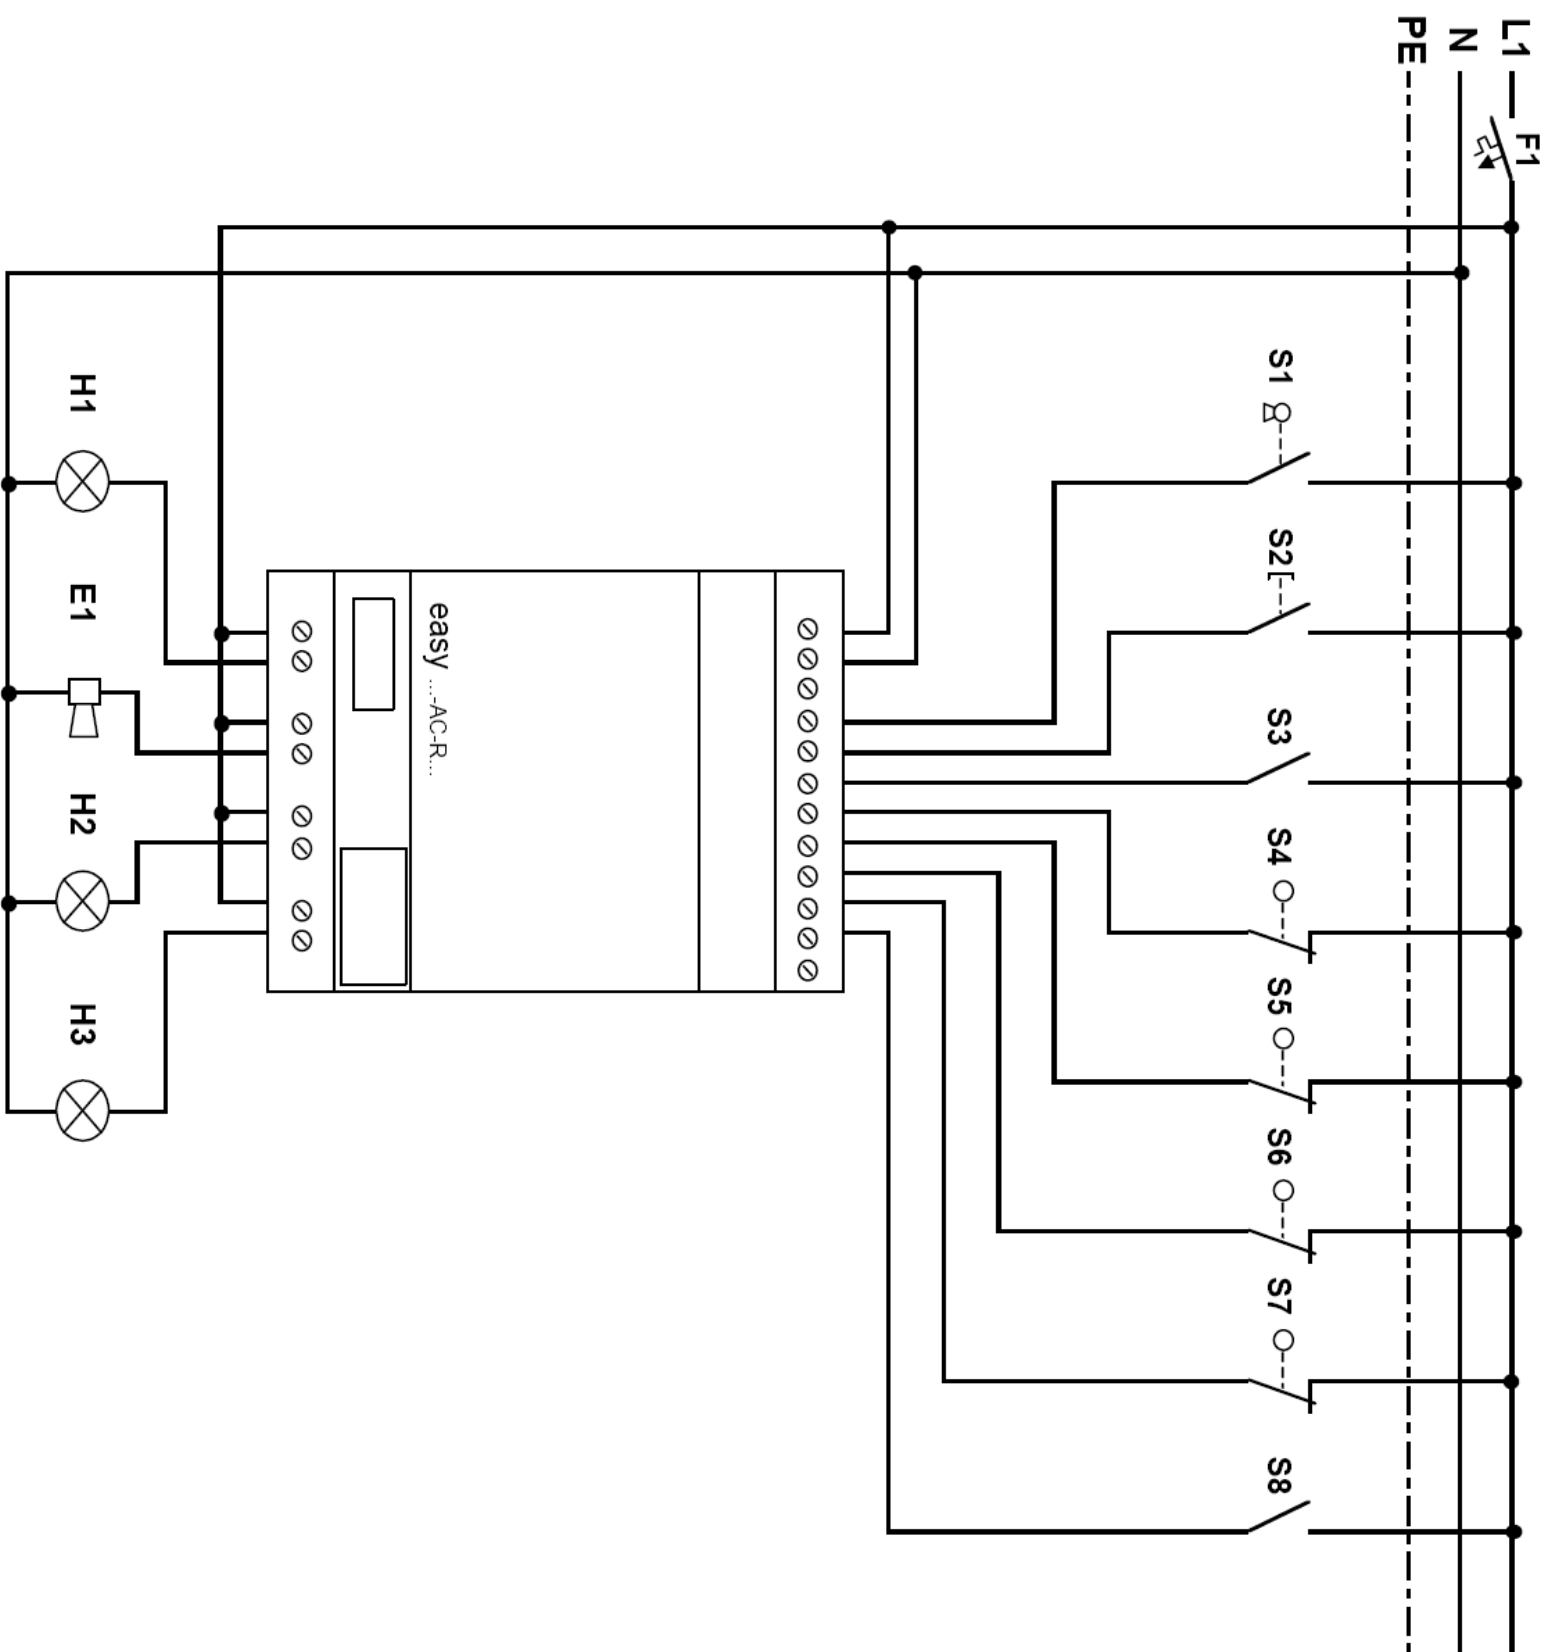 L1
N
PE
F1
S1
S2
S3
S4
S5
S6
S7
S8
easy ...-AC-R...
H1
E1
H2
H3